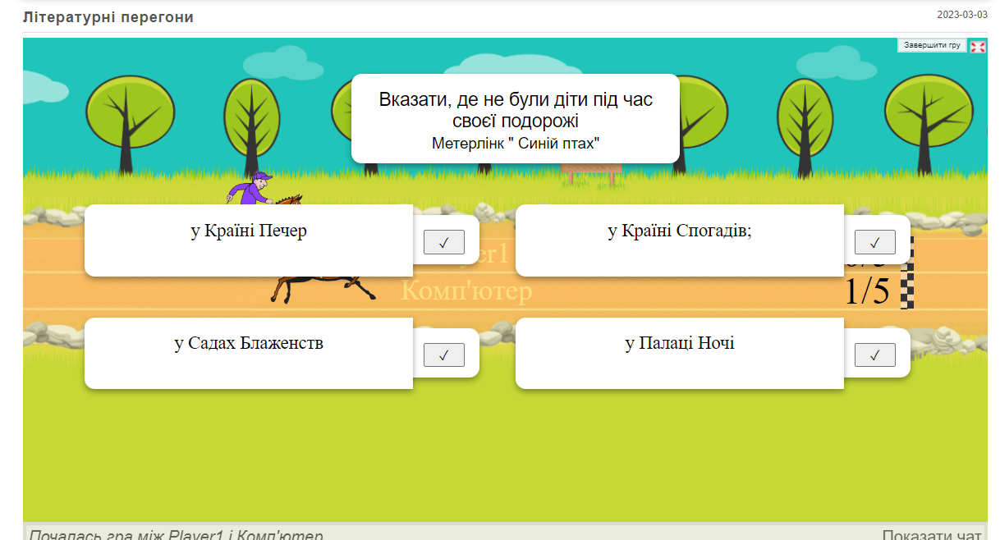 Літературні перегони
2023-03-03
Завершити гру
Вказати, де не були діти під час
своєї подорожі
Метерлінк " Синій птах"
у Країні Печер
✓
у Країні Спогадів;
✓
er1
Комп'ютер
1/5
у Садах Блаженств
✓
у Палаці Ночі
✓
Почалась гра між Player1 і Комп'ютер
Показати чат